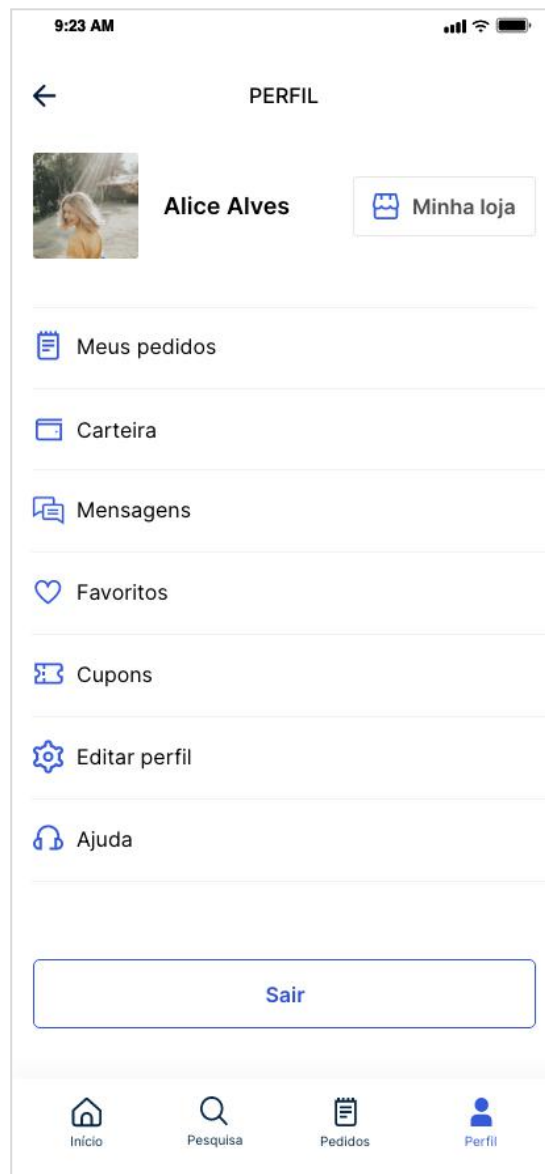 9:23 AM
PERFIL
Alice Alves
Minha loja
Meus pedidos
Carteira
Mensagens
Favoritos
Cupons
Editar perfil
Ajuda
Sair
Início Pesquisa Pedidos Perfil